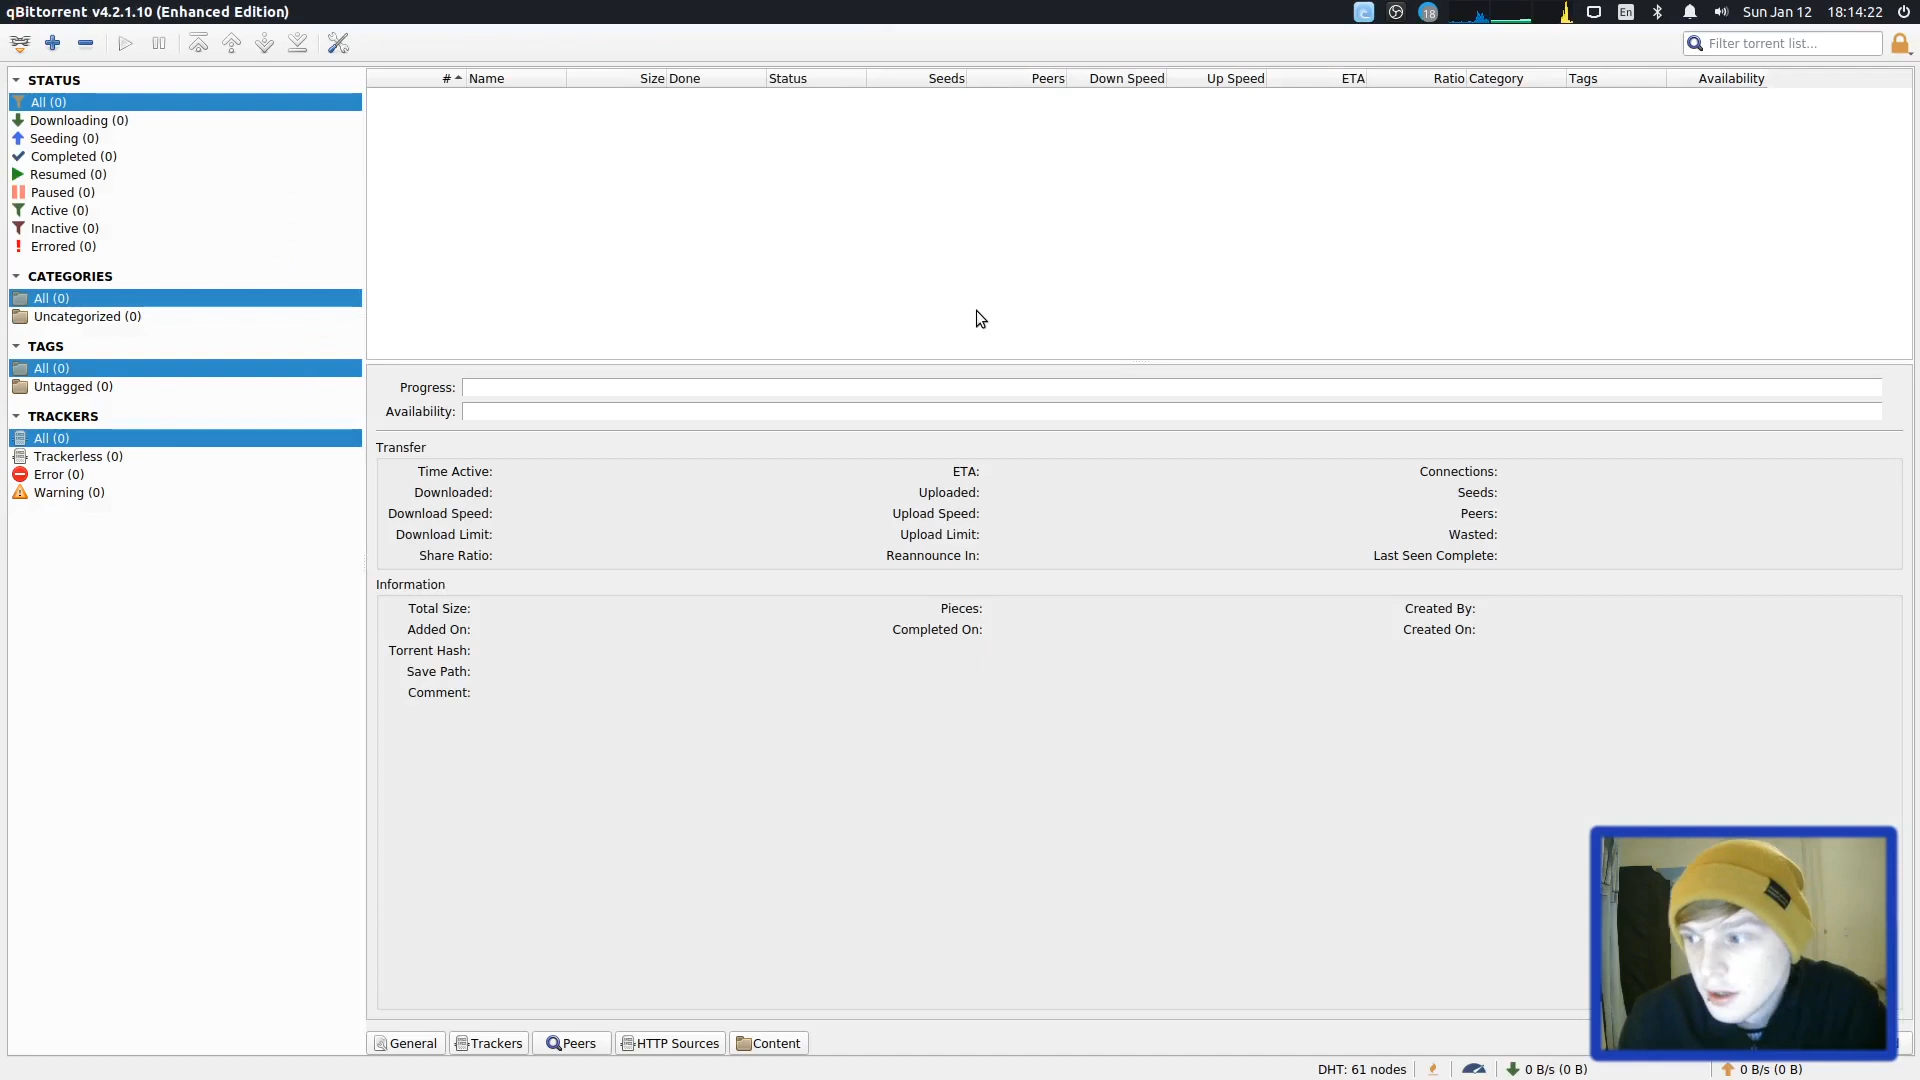 qBittorrent v4.2.1.10 (Enhanced Edition)
18
En
Sun Jan 12 18:14:22
Filter torrent list...
STATUS
All (0)
Downloading (0)
Seeding (0)
Completed (0)
Resumed (0)
Paused (0)
Active (0)
Inactive (0)
Errored (0)
CATEGORIES
All (0)
Uncategorized (0)
TAGS
All (0)
Untagged (0)
TRACKERS
All (0)
Trackerless (0)
Error (0)
Warning (0)
# Name Size Done Status Seeds Peers Down Speed Up Speed ETA Ratio Category Tags Availability
Progress:
Availability:
Transfer
Time Active: ETA: Connections:
Downloaded: Uploaded: Seeds:
Download Speed: Upload Speed: Peers:
Download Limit: Upload Limit: Wasted:
Share Ratio: Reannounce In: Last Seen Complete:
Information
Total Size: Pieces: Created By:
Added On: Completed On: Created On:
Torrent Hash:
Save Path:
Comment:
General Trackers Peers HTTP Sources Content
DHT: 61 nodes 0 B/s (0 B) 0 B/s (0 B)